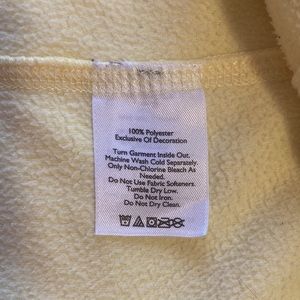 100% Polyester
Exclusive Of Decoration
Turn Garment Inside Out.
Machine Wash Cold Separately.
Only Non-Chlorine Bleach As
Needed.
Do Not Use Fabric Softeners.
Tumble Dry Low.
Do Not Iron.
Do Not Dry Clean.